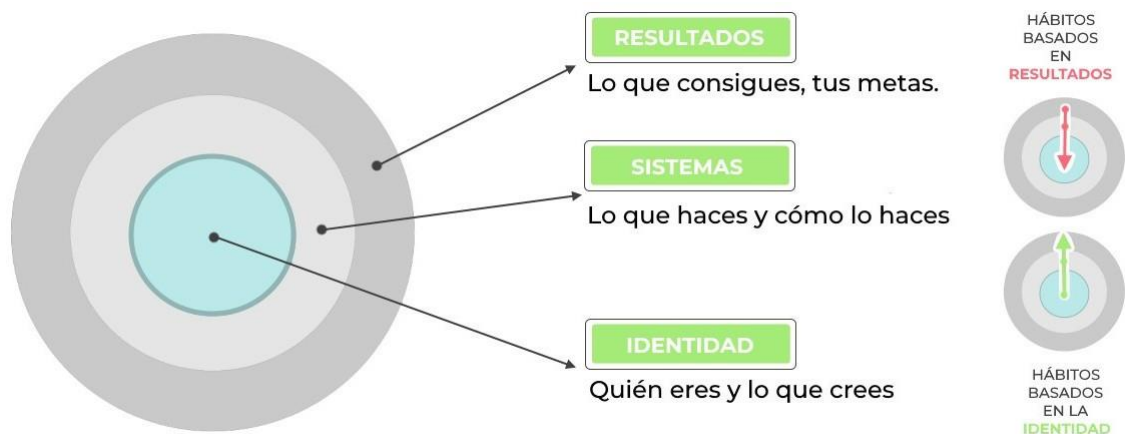 RESULTADOS
Lo que consigues, tus metas.
SISTEMAS
Lo que haces y cómo lo haces
IDENTIDAD
Quién eres y lo que crees
HÁBITOS
BASADOS
EN
RESULTADOS
HÁBITOS
BASADOS
EN LA
IDENTIDAD